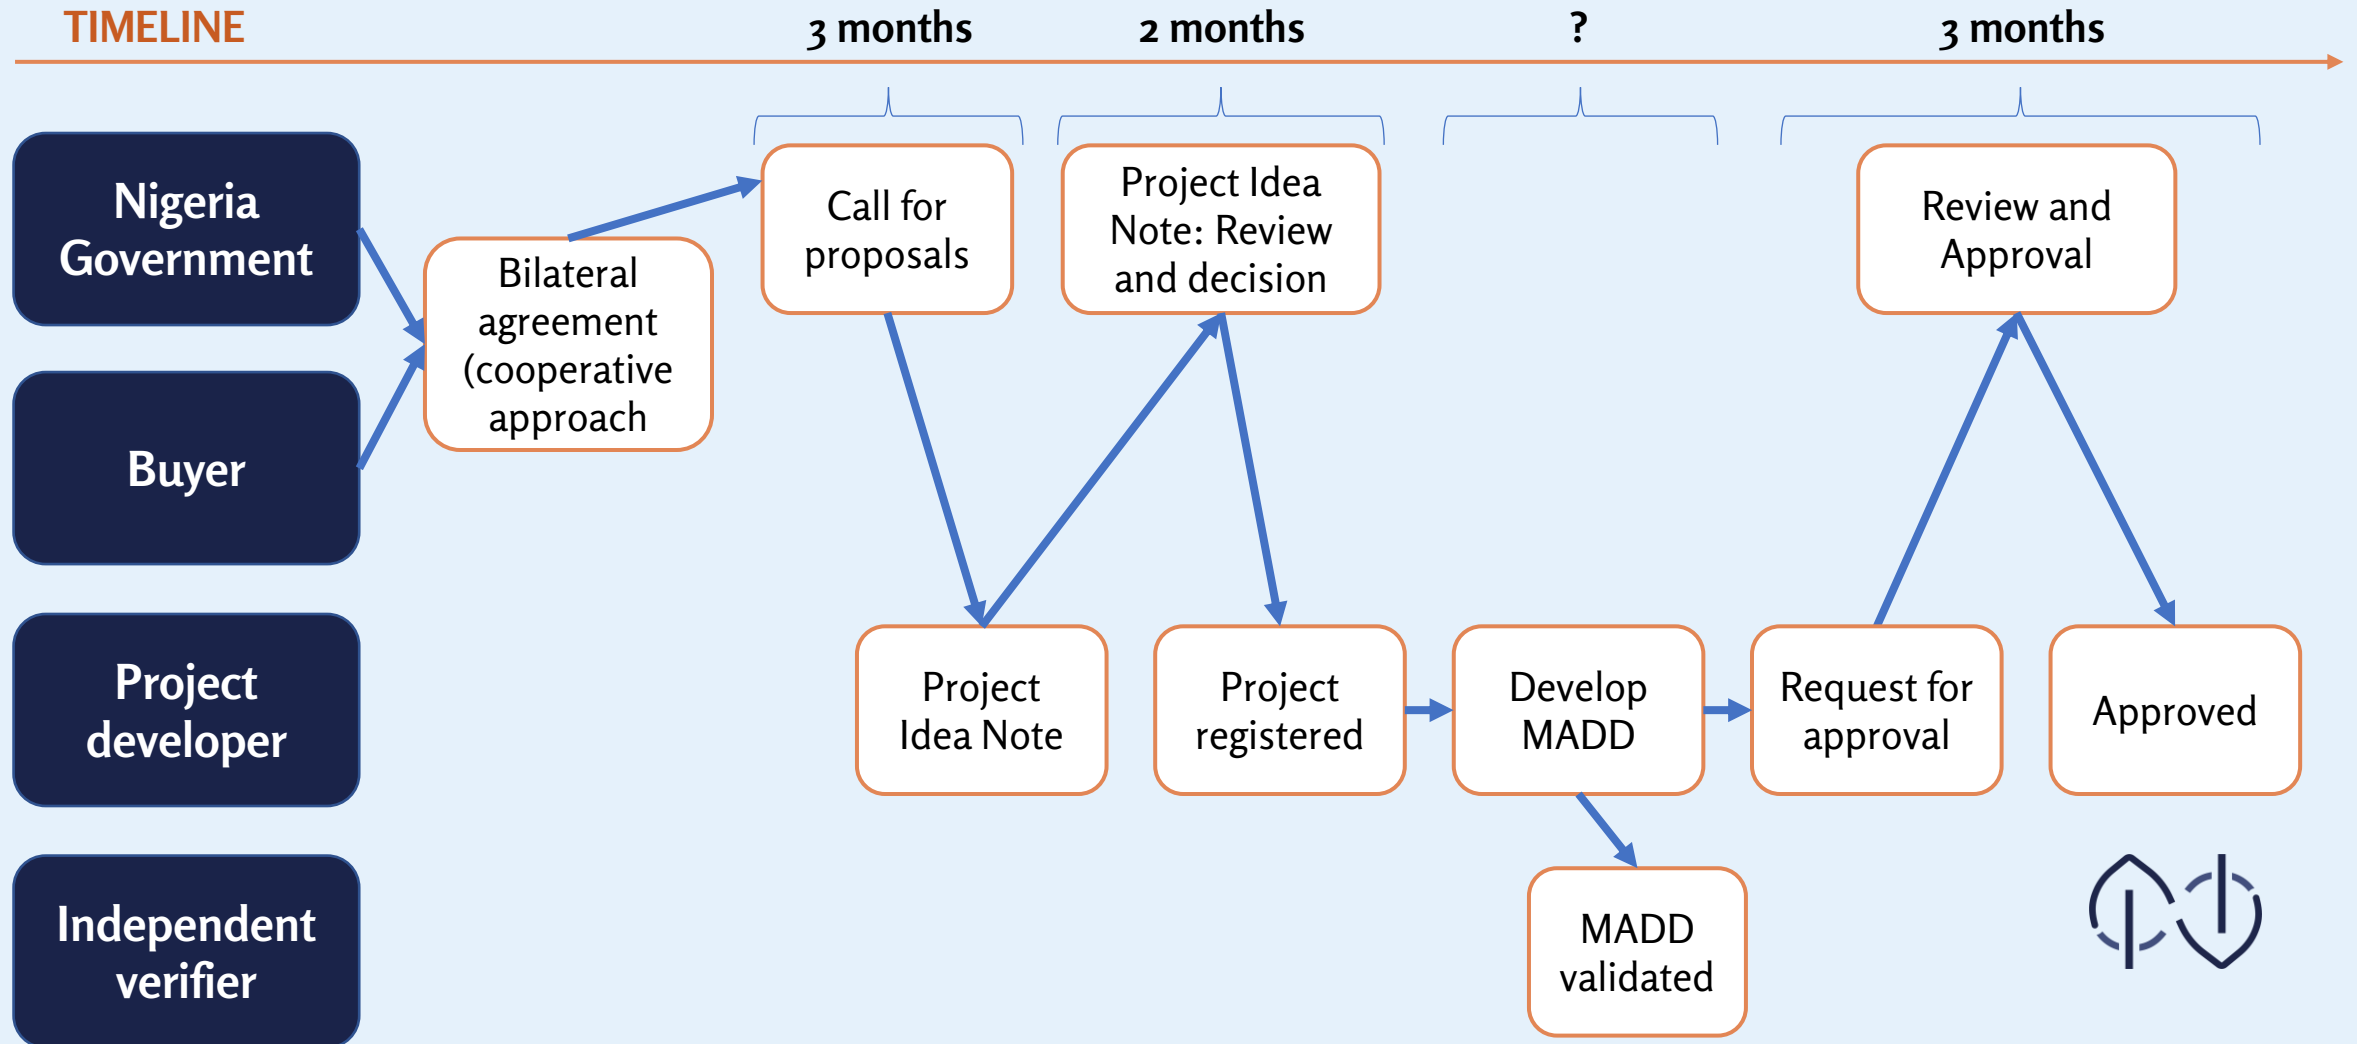 TIMELINE
3 months
2 months
?
3 months
Nigeria
Government
Buyer
Project
developer
Independent
verifier
Bilateral
agreement
(cooperative
approach
Call for
proposals
Project Idea
Note: Review
and decision
Review and
Approval
Project
Idea Note
Project
registered
Develop
MADD
Request for
approval
Approved
MADD
validated